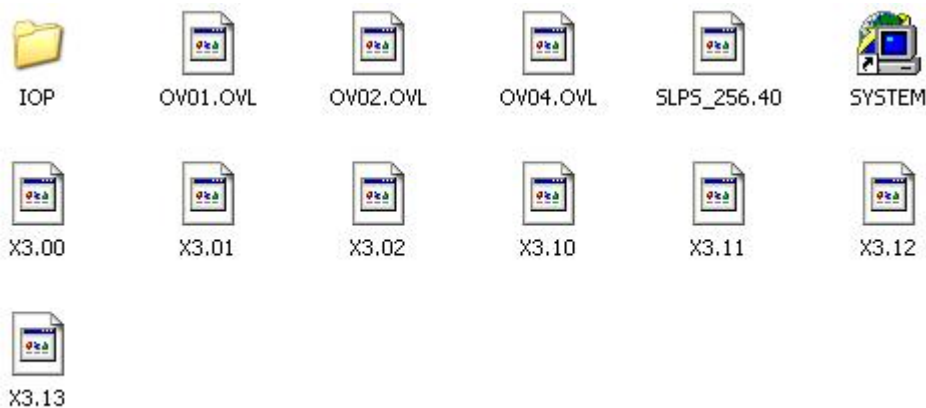 IOP OV01.OVL OV02.OVL OV04.OVL SLPS_256.40 SYSTEM
X3.00 X3.01 X3.02 X3.10 X3.11 X3.12
X3.13